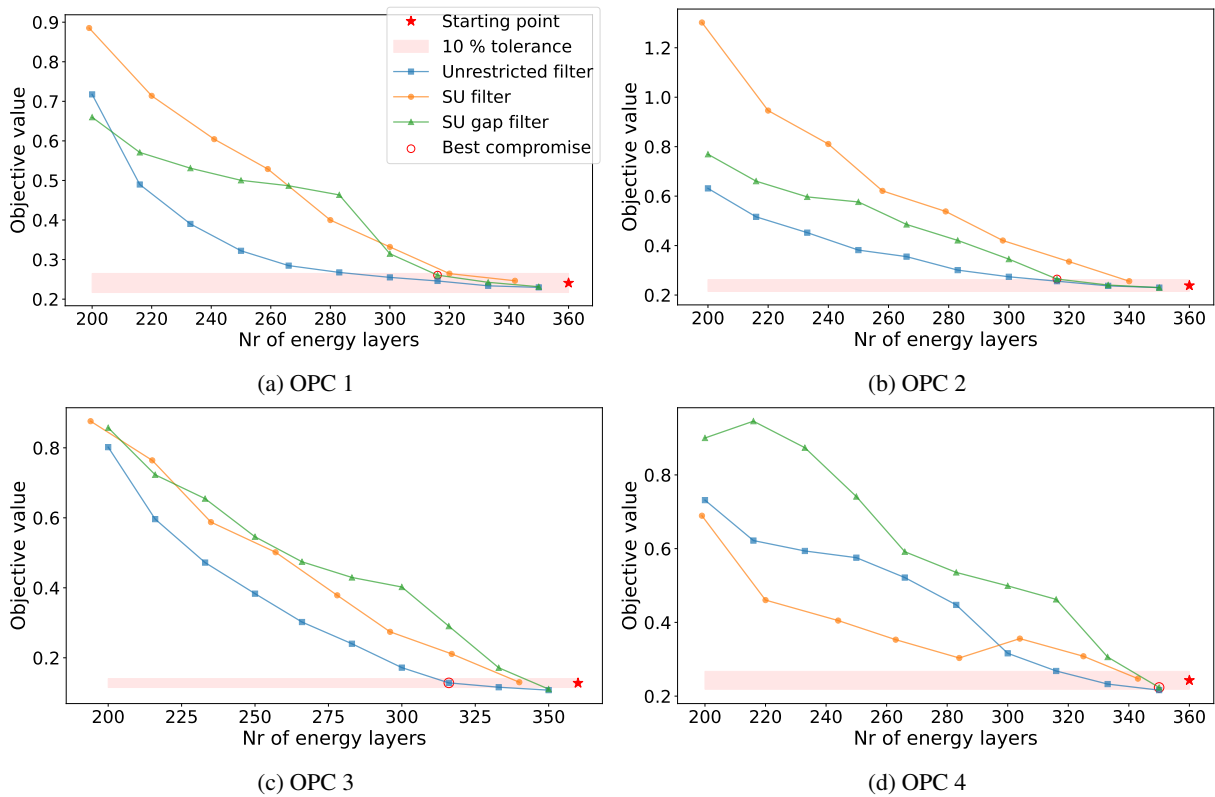 0.9
0.8
0.7
0.6
0.5
0.4
0.3
0.2
Objective value
200 220 240 260 280 300 320 340 360
Nr of energy layers
Starting point
10 % tolerance
Unrestricted filter
SU filter
SU gap filter
Best compromise
(a) OPC 1
1.2
1.0
0.8
0.6
0.4
0.2
Objective value
200 220 240 260 280 300 320 340 360
Nr of energy layers
(b) OPC 2
0.8
0.6
0.4
0.2
Objective value
200 225 250 275 300 325 350
Nr of energy layers
(c) OPC 3
0.8
0.6
0.4
0.2
Objective value
200 220 240 260 280 300 320 340 360
Nr of energy layers
(d) OPC 4